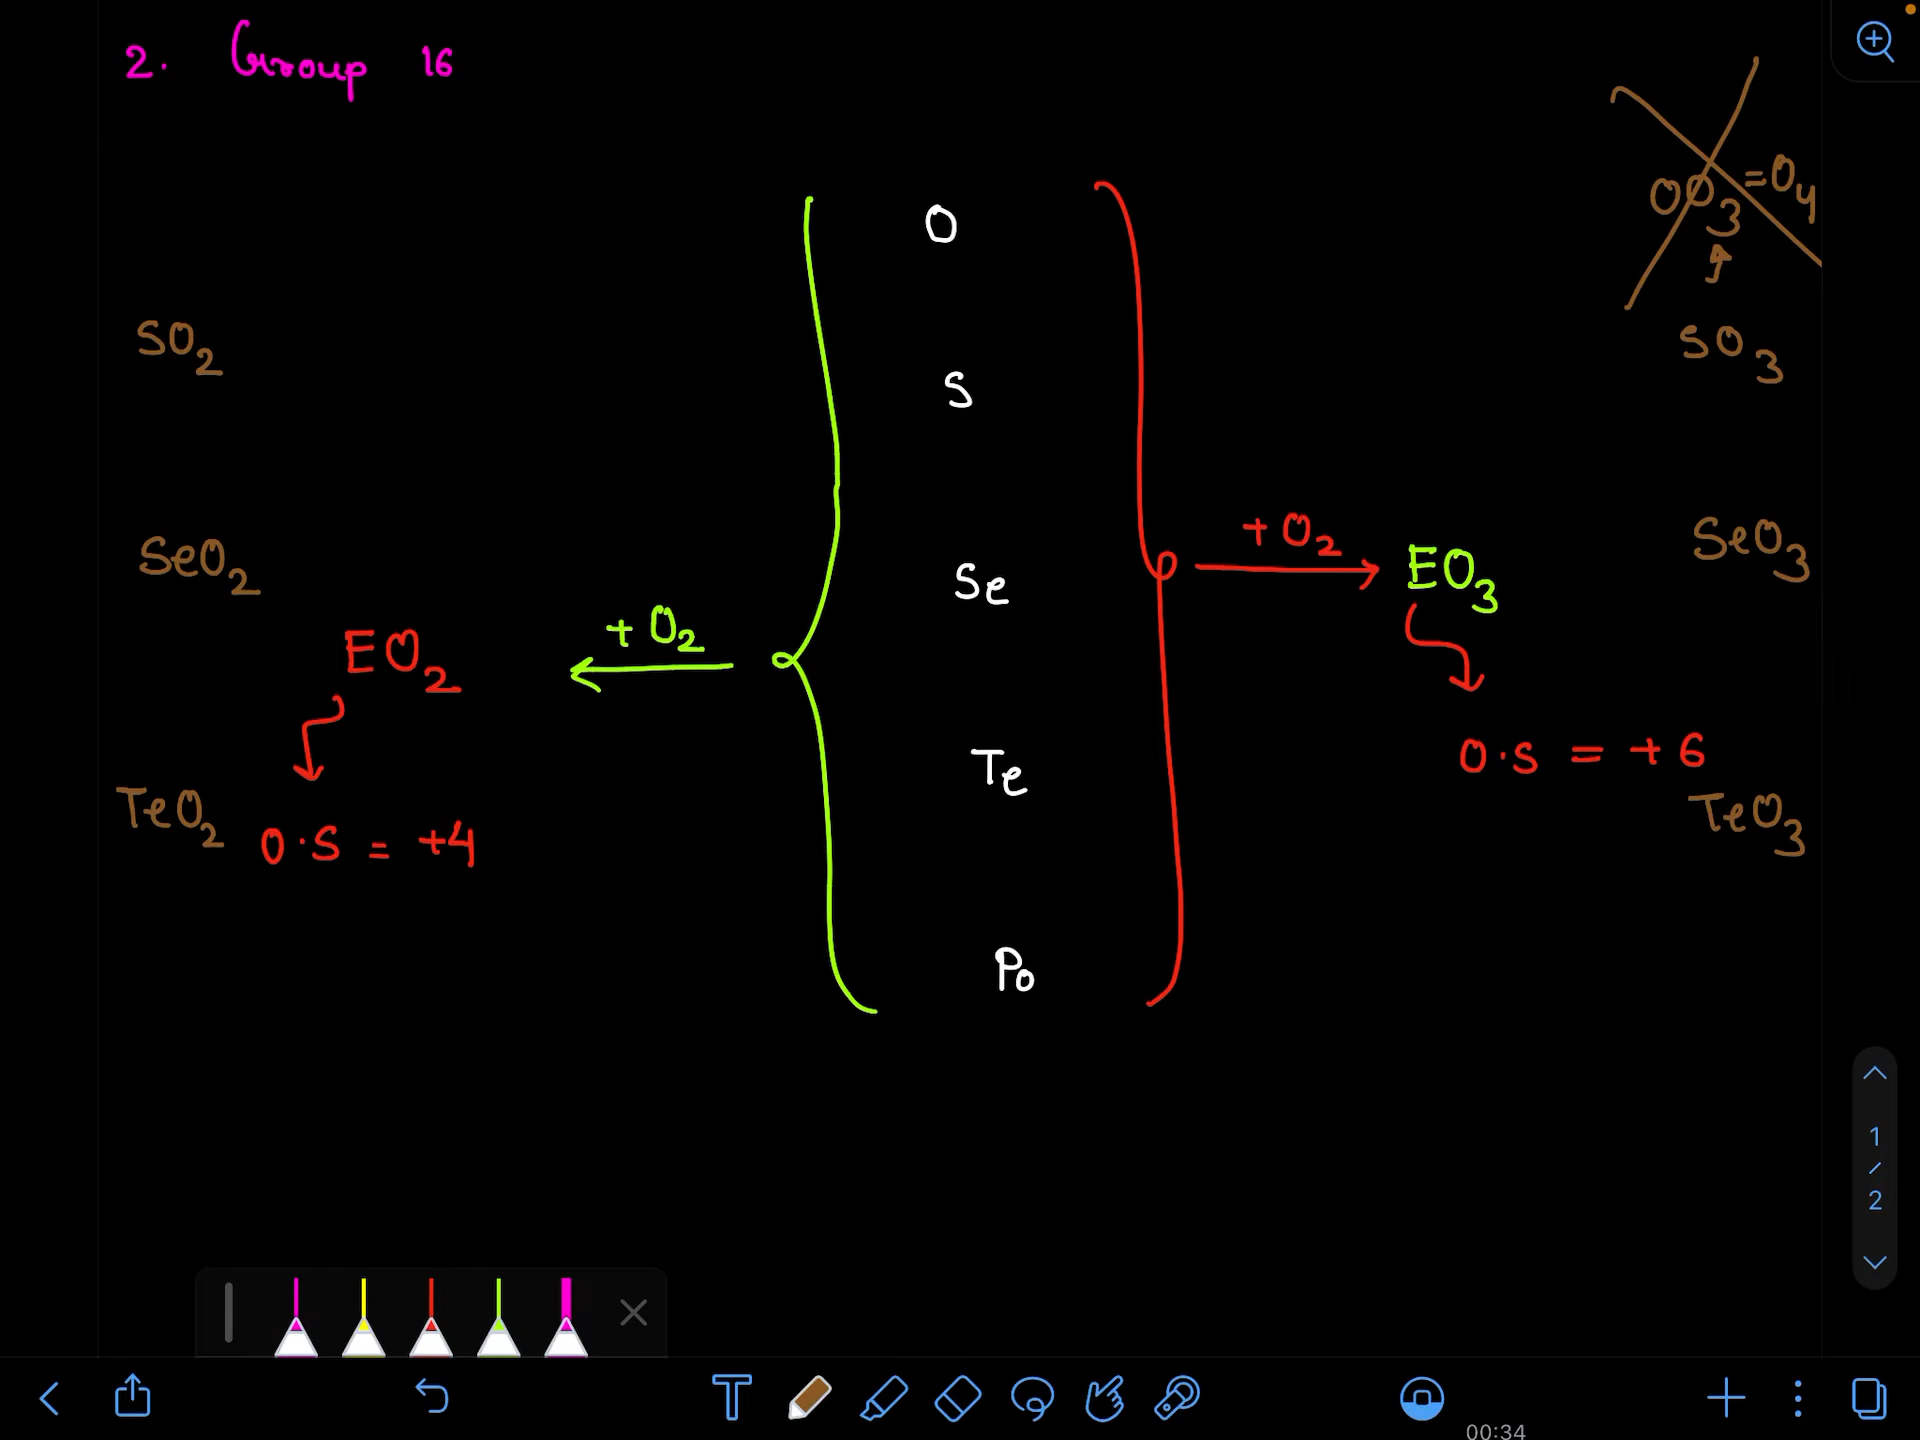 2. Group 16
OO3 = O4
O
SO2
SO3
S
+ O2
EO3
SeO3
SeO2
Se
+ O2
EO2
O.S = +6
Te
TeO2
O.S = +4
TeO3
Po
1
/
2
T
00:34